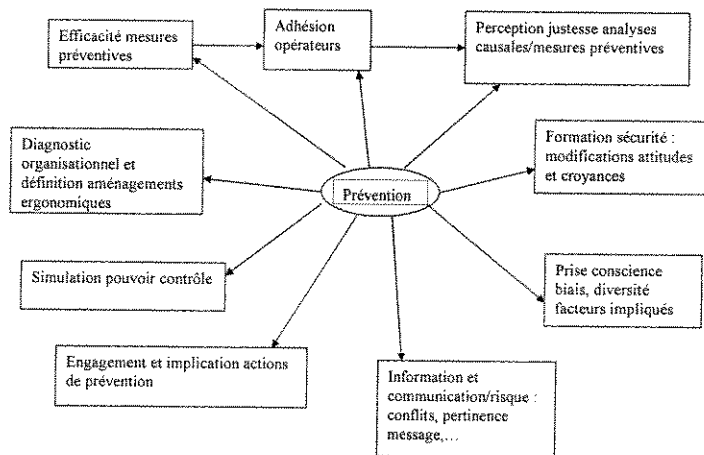 Efficacité mesures
préventives
Adhésion
opérateurs
Perception justesse analyses
causales/mesures préventives
Diagnostic
organisationnel et
définition aménagements
ergonomiques
Prévention
Formation sécurité :
modifications attitudes
et croyances
Simulation pouvoir contrôle
Prise conscience
biais, diversité
facteurs impliqués
Engagement et implication actions
de prévention
Information et
communication/risque :
conflits, pertinence
message,...